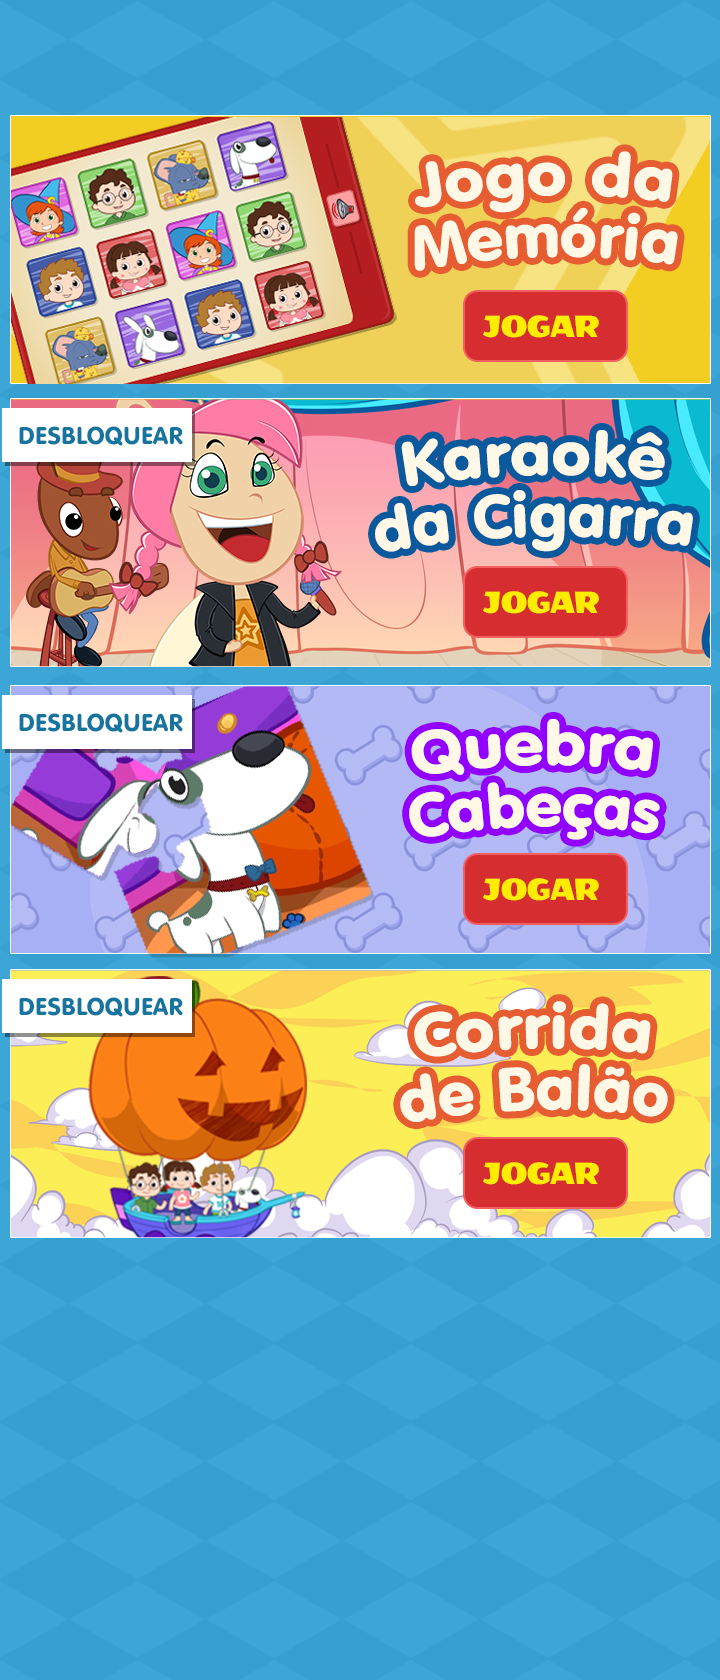 Jogo da
Memória
JOGAR
DESBLOQUEAR
Karaokê
da Cigarra
JOGAR
DESBLOQUEAR
Quebra
Cabeças
JOGAR
DESBLOQUEAR
Corrida
de Balão
JOGAR